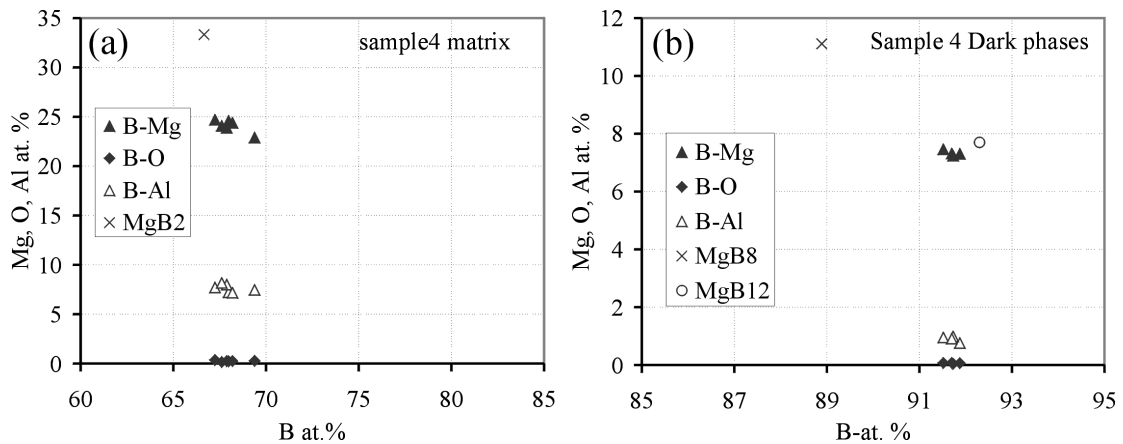 (a)
sample4 matrix
Mg, O, Al at. %
35
30
25
20
15
10
5
0
B-Mg
B-O
B-Al
MgB2
60 65 70 75 80 85
B at.%
(b)
Sample 4 Dark phases
Mg, O, Al at. %
12
10
8
6
4
2
0
B-Mg
B-O
B-Al
MgB8
MgB12
85 87 89 91 93 95
B-at. %